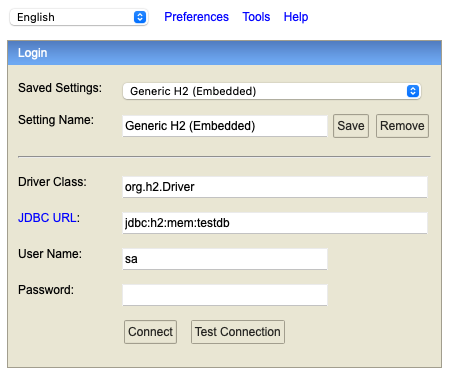 English Preferences Tools Help
Login
Saved Settings: Generic H2 (Embedded)
Setting Name: Generic H2 (Embedded) Save Remove
Driver Class: org.h2.Driver
JDBC URL: jdbc:h2:mem:testdb
User Name: sa
Password:
Connect Test Connection